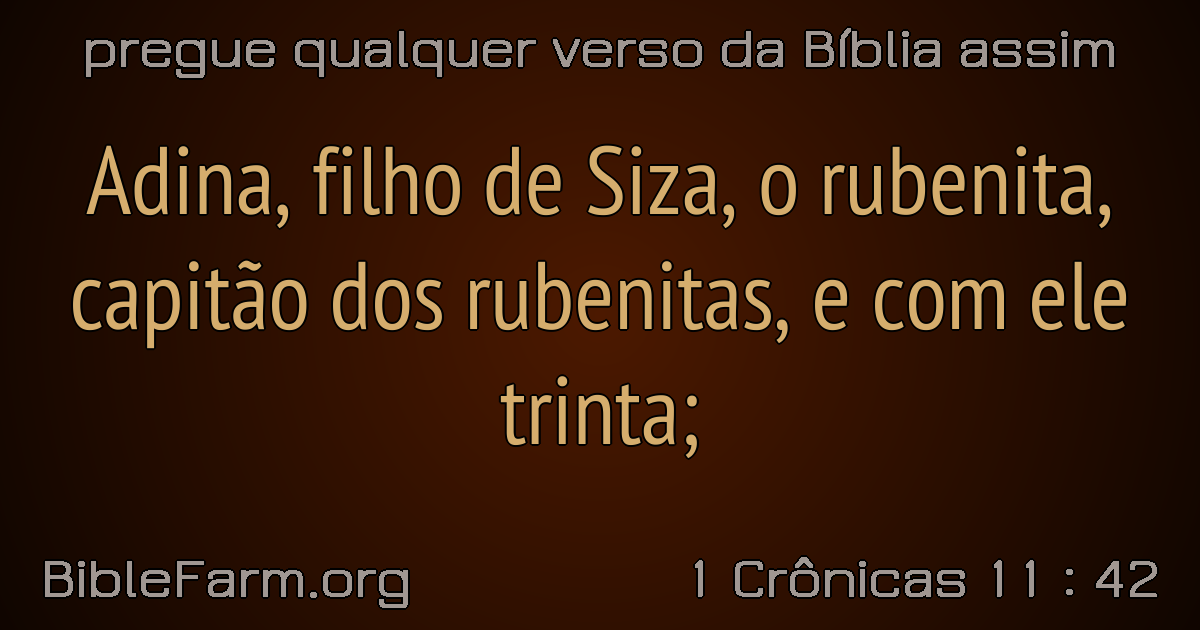 pregue qualquer verso da Bíblia assim
Adina, filho de Siza, o rubenita,
capitão dos rubenitas, e com ele
trinta;
BibleFarm.org
1 Crônicas 11 : 42